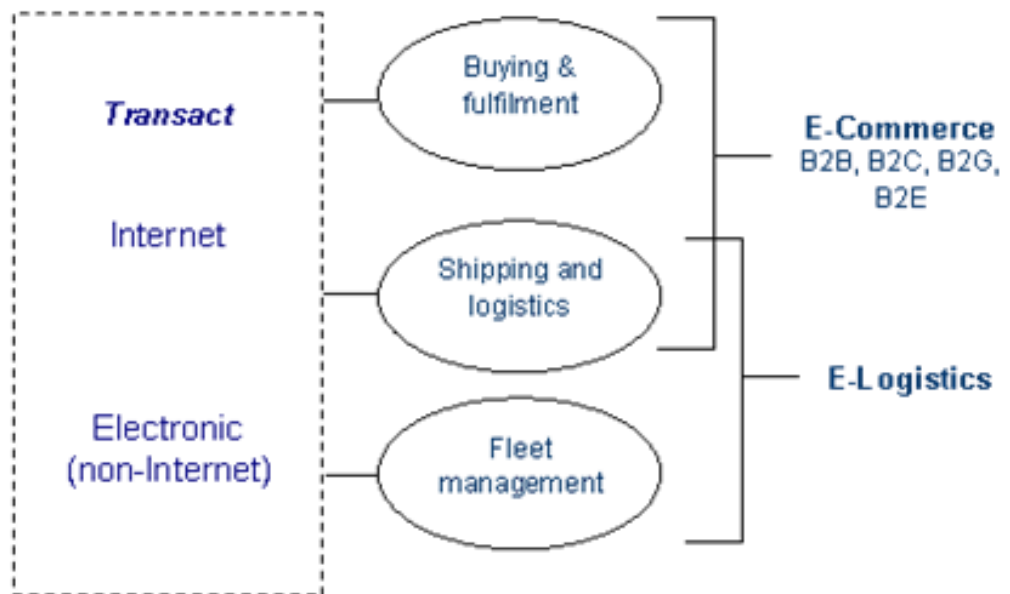 Transact
Internet
Electronic
(non-Internet)
Buying &
fulfilment
Shipping and
logistics
Fleet
management
E-Commerce
B2B, B2C, B2G,
B2E
E-Logistics